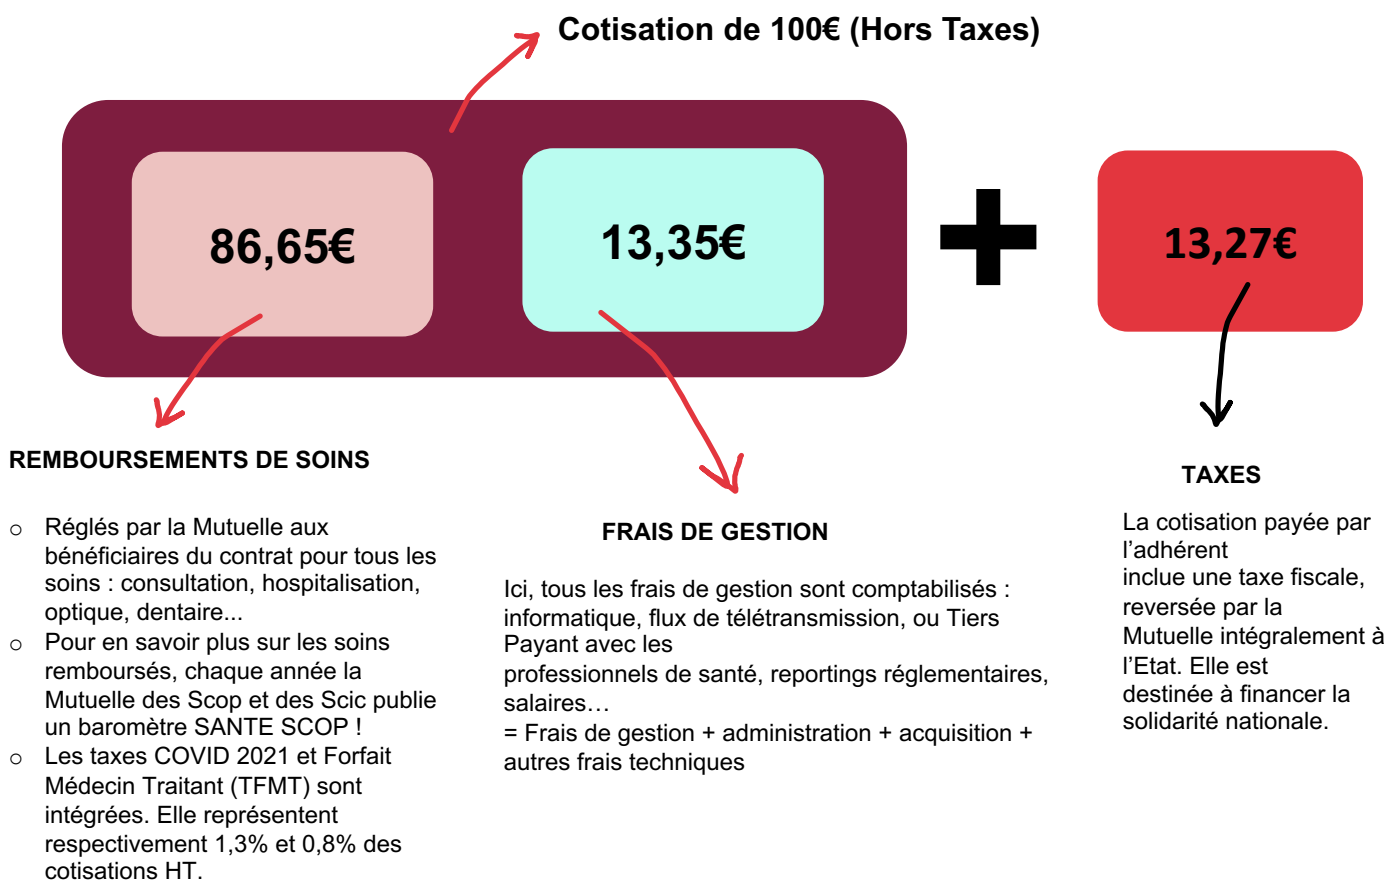 Cotisation de 100€ (Hors Taxes)
86,65€
13,35€
13,27€
REMBOURSEMENTS DE SOINS
○ Réglés par la Mutuelle aux
bénéficiaires du contrat pour tous les
soins : consultation, hospitalisation,
optique, dentaire...
○ Pour en savoir plus sur les soins
remboursés, chaque année la
Mutuelle des Scop et des Scic publie
un baromètre SANTE SCOP !
○ Les taxes COVID 2021 et Forfait
Médecin Traitant (TFMT) sont
intégrées. Elle représentent
respectivement 1,3% et 0,8% des
cotisations HT.
FRAIS DE GESTION
Ici, tous les frais de gestion sont comptabilisés :
informatique, flux de télétransmission, ou Tiers
Payant avec les
professionnels de santé, reportings réglementaires,
salaires…
= Frais de gestion + administration + acquisition +
autres frais techniques
TAXES
La cotisation payée par
l’adhérent
inclue une taxe fiscale,
reversée par la
Mutuelle intégralement à
l’Etat. Elle est
destinée à financer la
solidarité nationale.